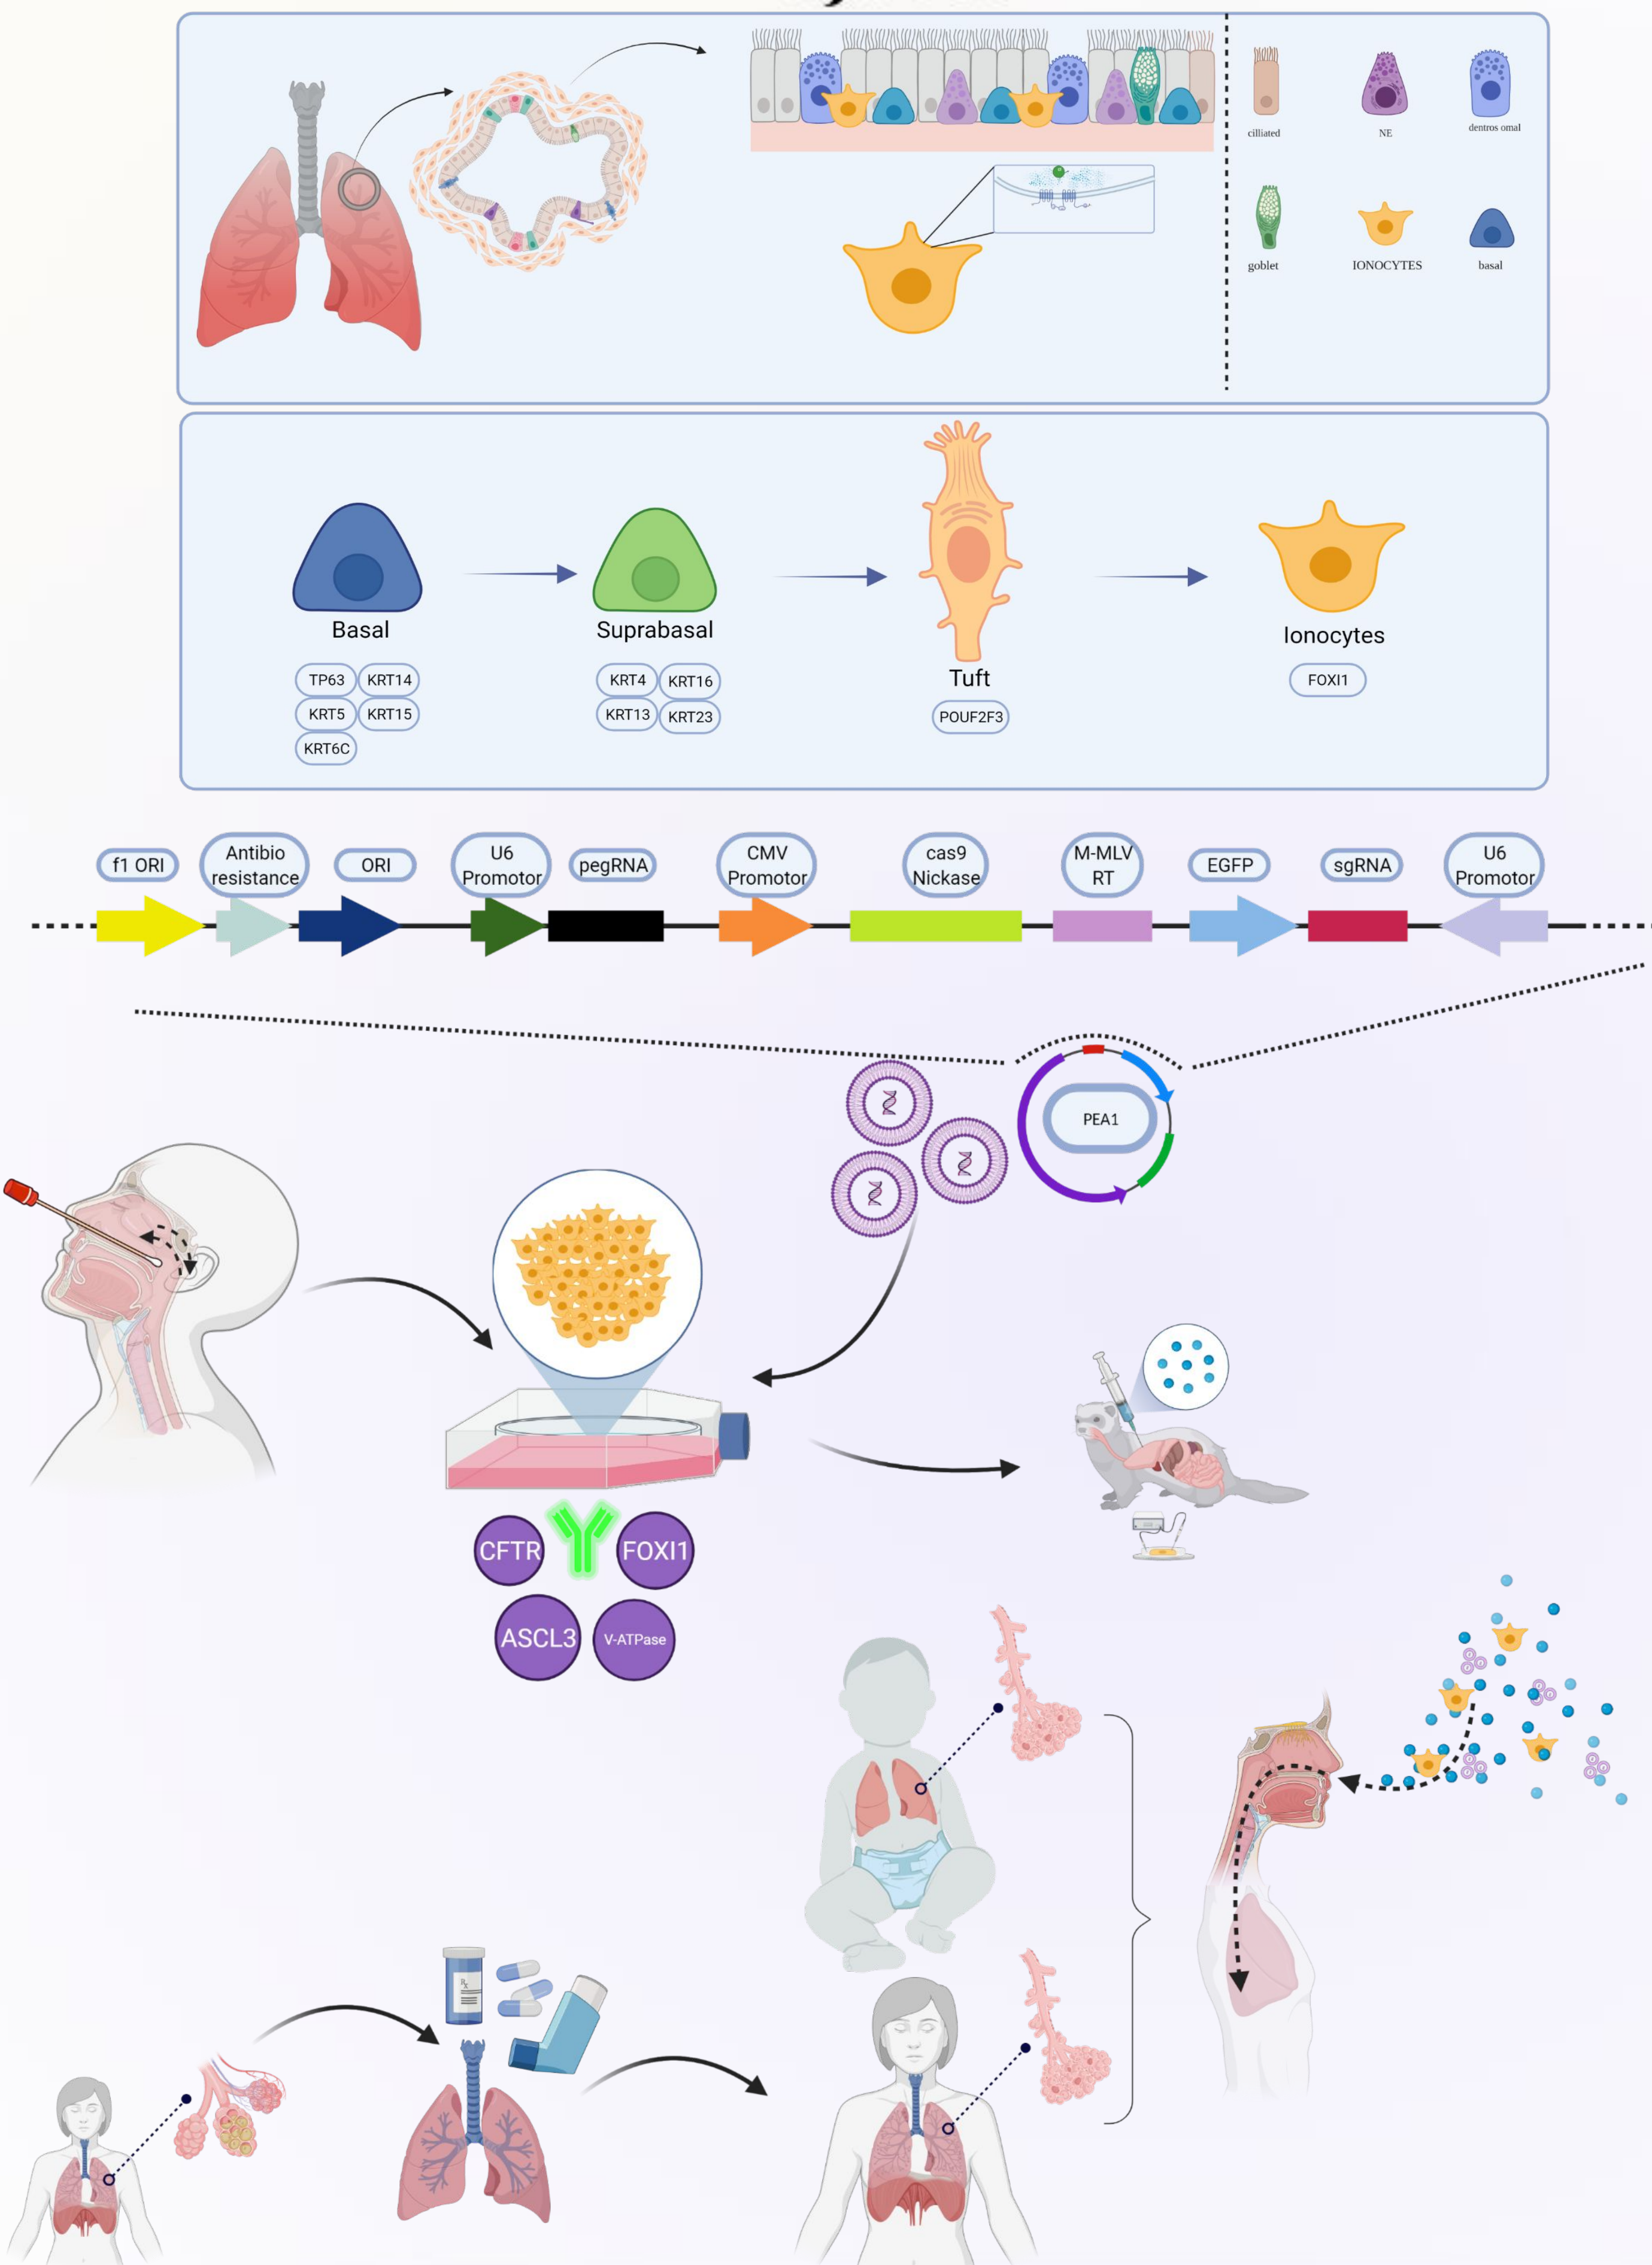 cilliated
NE
dentros omal
goblet
IONOCYTES
basal
Basal
Suprabasal
Tuft
Ionocytes
TP63
KRT14
KRT5
KRT15
KRT6C
KRT4
KRT16
KRT13
KRT23
POUF2F3
FOXI1
f1 ORI
Antibio
resistance
ORI
U6
Promotor
pegRNA
CMV
Promotor
cas9
Nickase
M-MLV
RT
EGFP
sgRNA
U6
Promotor
PEA1
CFTR
FOXI1
ASCL3
V-ATPase
Rx